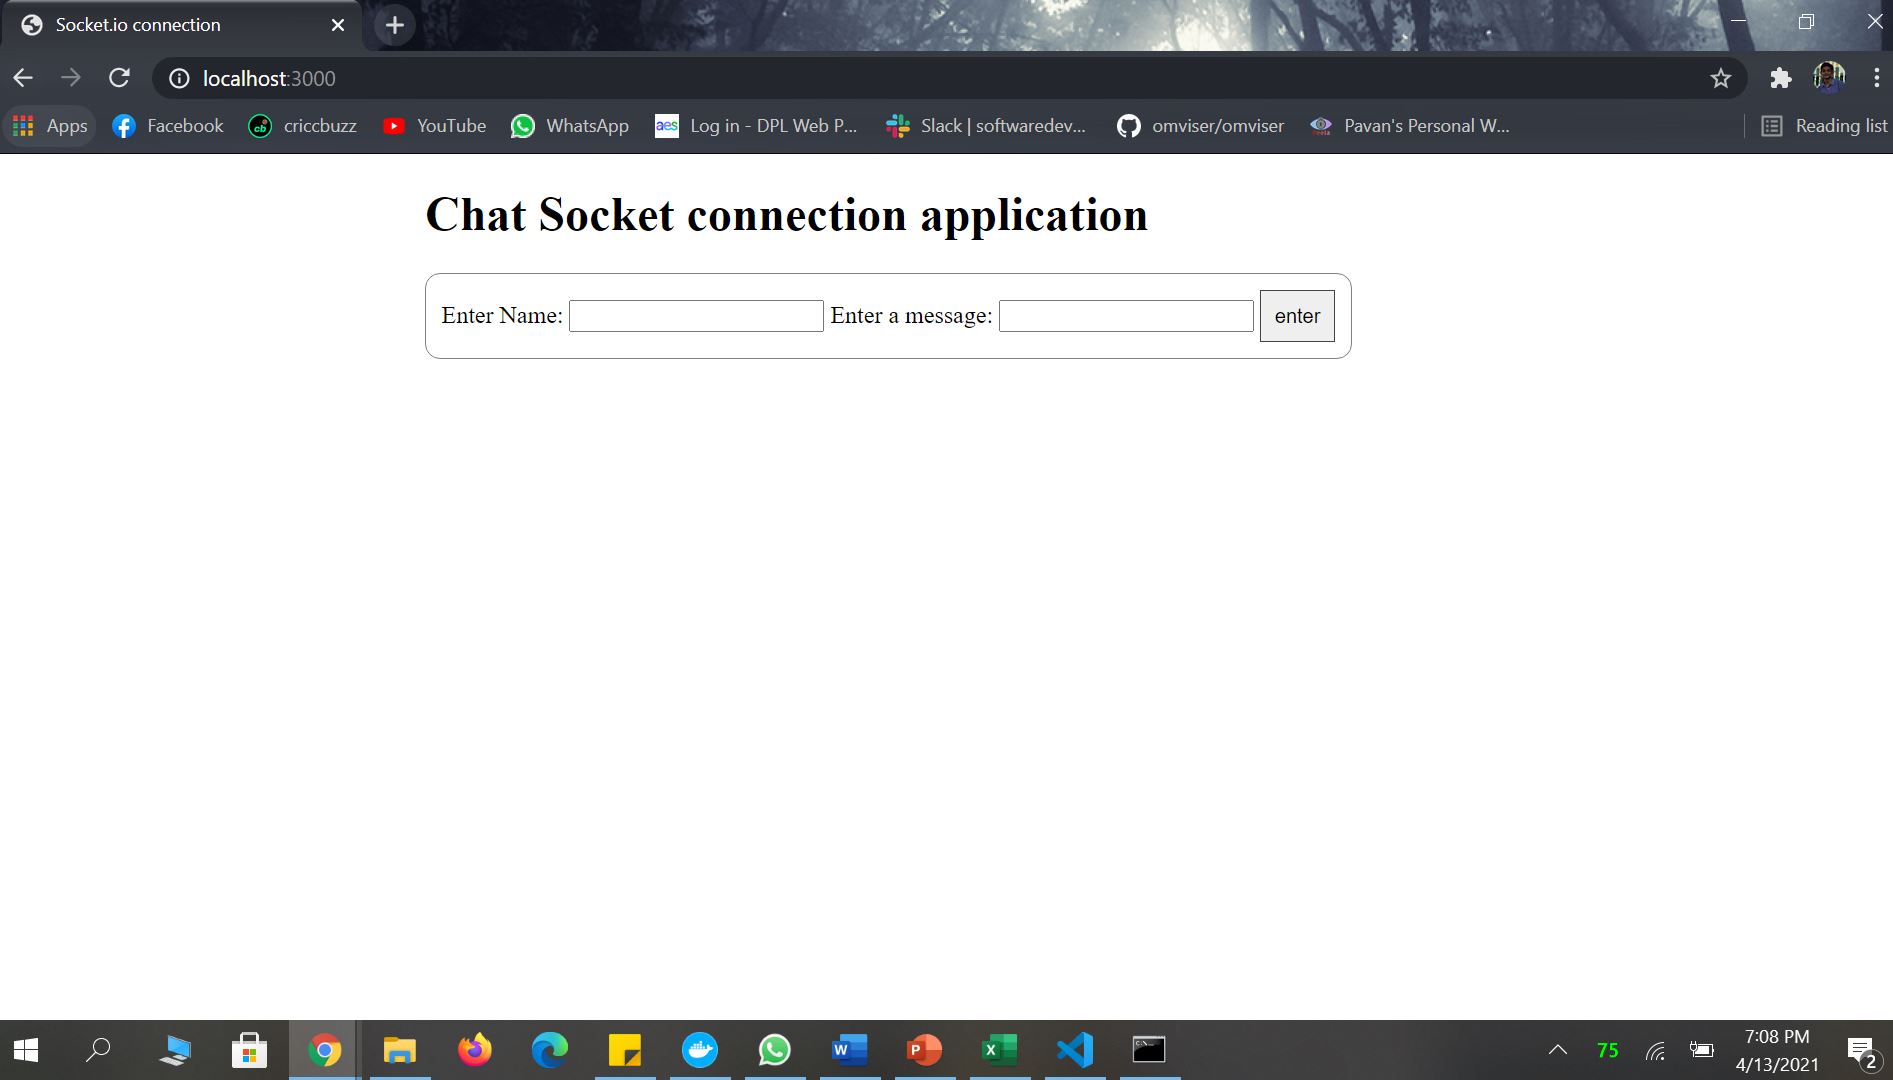 Socket.io connection
localhost:3000
Apps Facebook criccbuzz YouTube WhatsApp Log in - DPL Web P... Slack | softwaredev... omviser/omviser Pavan's Personal W... Reading list
Chat Socket connection application
Enter Name: Enter a message: enter
7:08 PM
75
4/13/2021
2